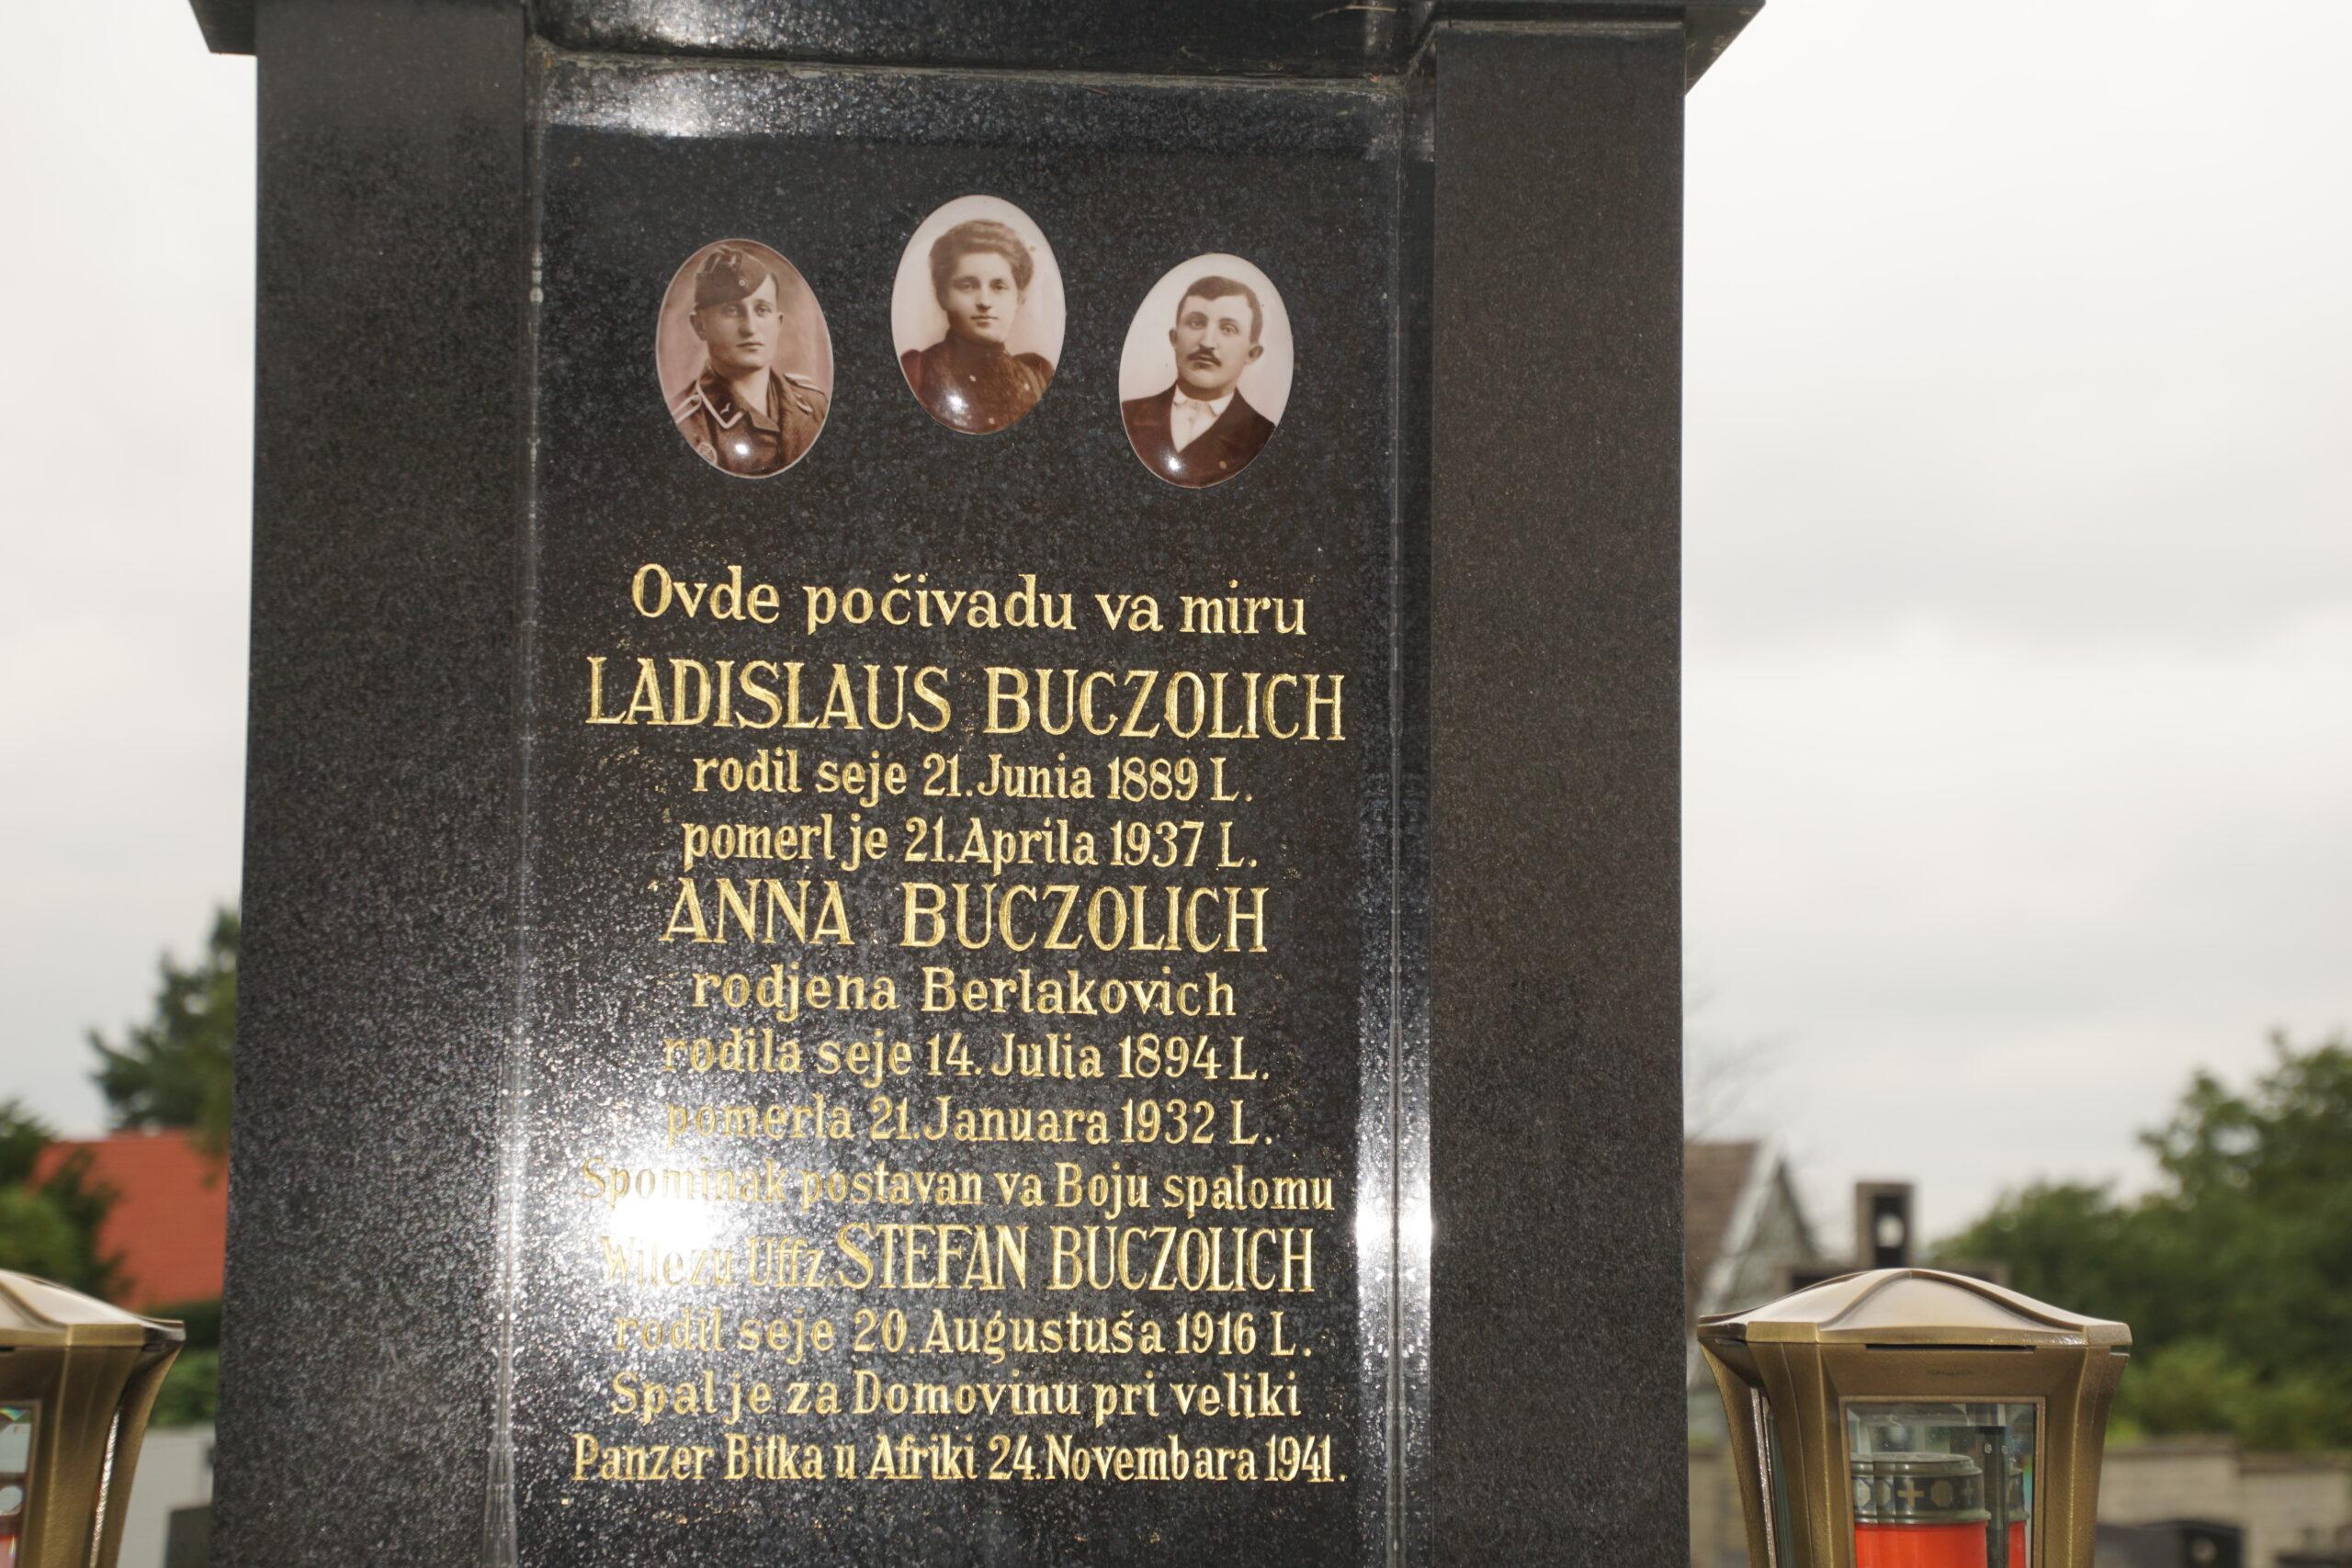 Ovde počivadu va miru
LADISLAUS BUCZOLICH
rodil seje 21. Junia 1889 L.
pomerl je 21. Aprila 1937 L.
ANNA BUCZOLICH
rodjena Berlakovich
rodila seje 14. Julia 1894 L.
pomerla 21. Januara 1932 L.
Spominak postavan va Boju spalomu
Witezu Uffz. STEFAN BUCZOLICH
rodil seje 20. Augustuša 1916 L.
Spal je za Domovinu pri veliki
Panzer Bitka u Afriki 24. Novembara 1941.